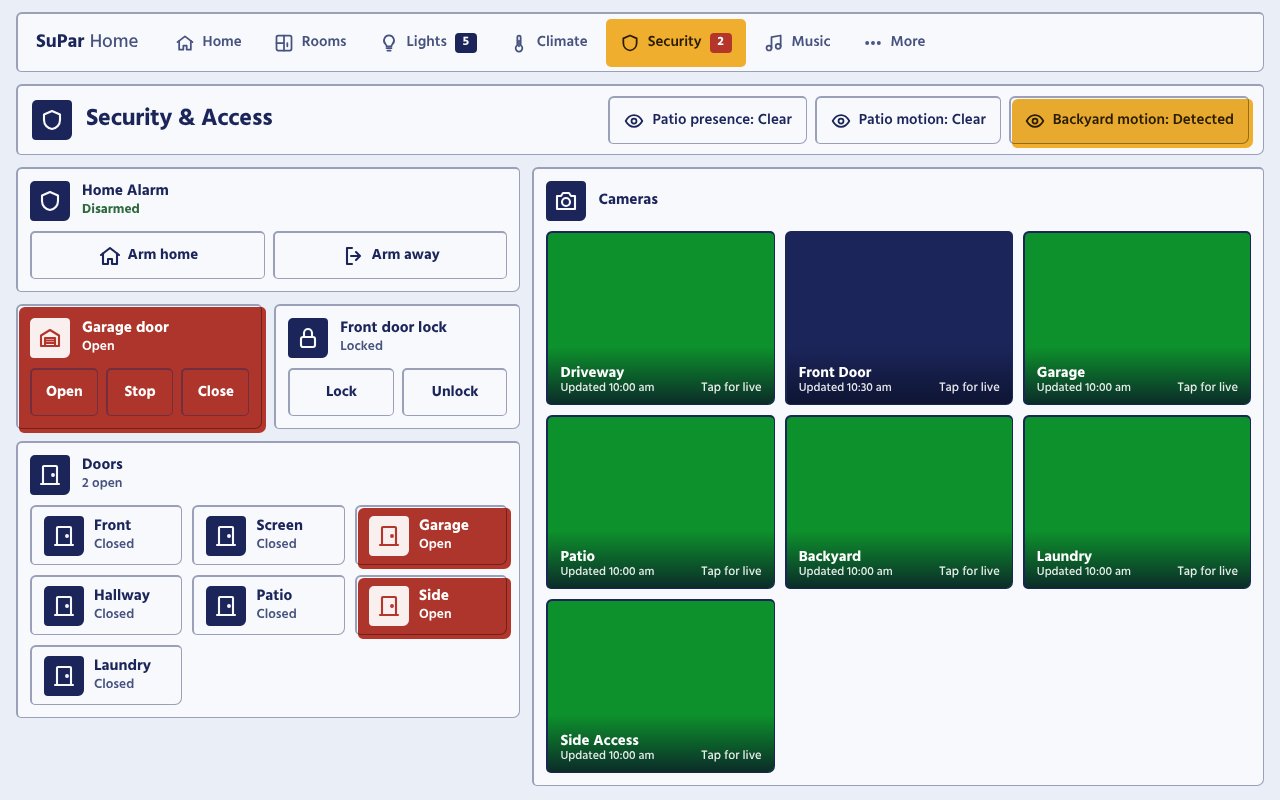 SuPar Home
Home
Rooms
Lights 5
Climate
Security 2
Music
More
Security & Access
Patio presence: Clear
Patio motion: Clear
Backyard motion: Detected
Home Alarm
Disarmed
Arm home
Arm away
Garage door
Open
Open
Stop
Close
Front door lock
Locked
Lock
Unlock
Doors
2 open
Front
Closed
Screen
Closed
Garage
Open
Hallway
Closed
Patio
Closed
Side
Open
Laundry
Closed
Cameras
Driveway
Updated 10:00 am
Tap for live
Front Door
Updated 10:30 am
Tap for live
Garage
Updated 10:00 am
Tap for live
Patio
Updated 10:00 am
Tap for live
Backyard
Updated 10:00 am
Tap for live
Laundry
Updated 10:00 am
Tap for live
Side Access
Updated 10:00 am
Tap for live